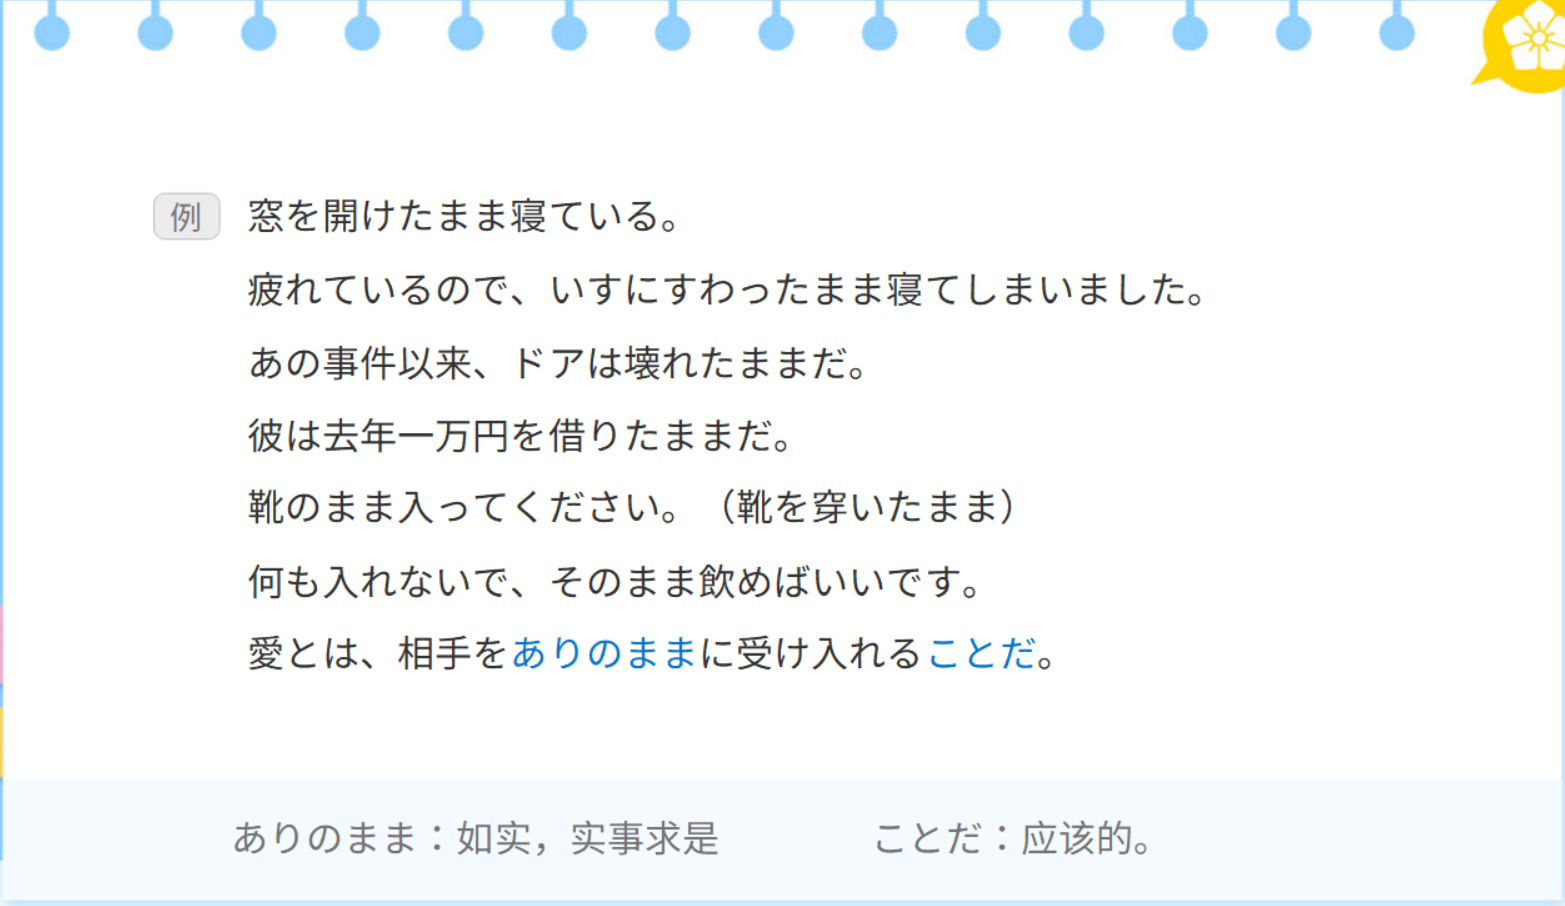 例 窓を開けたまま寝ている。
疲れているので、いすにすわったまま寝てしまいました。
あの事件以来、ドアは壊れたままだ。
彼は去年一万円を借りたままだ。
靴のまま入ってください。（靴を穿いたまま）
何も入れないで、そのまま飲めばいいです。
愛とは、相手をありのままに受け入れることだ。
ありのまま：如实，实事求是 ことだ：应该的。